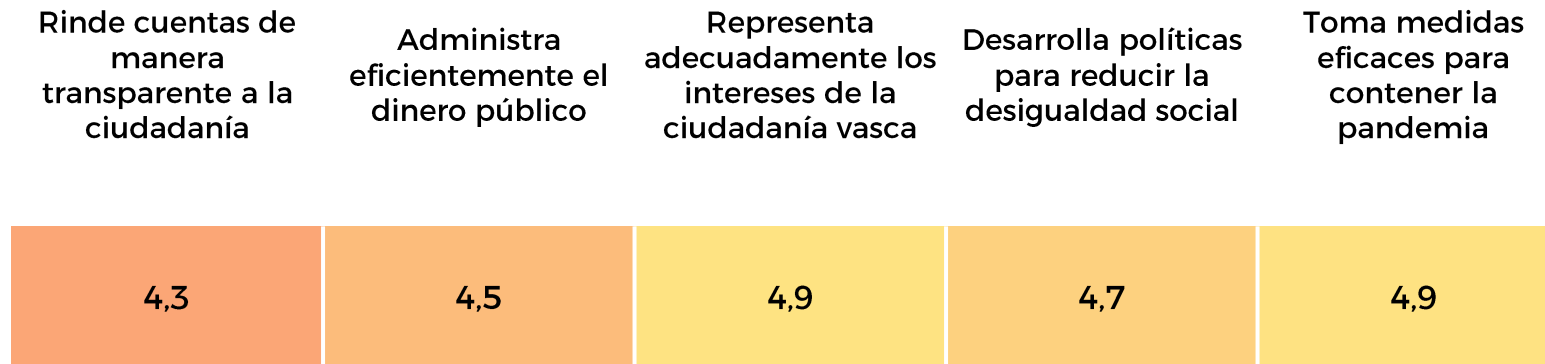 Rinde cuentas de
manera
transparente a la
ciudadanía
Administra
eficientemente el
dinero público
Representa
adecuadamente los
intereses de la
ciudadanía vasca
Desarrolla políticas
para reducir la
desigualdad social
Toma medidas
eficaces para
contener la
pandemia
4,3
4,5
4,9
4,7
4,9